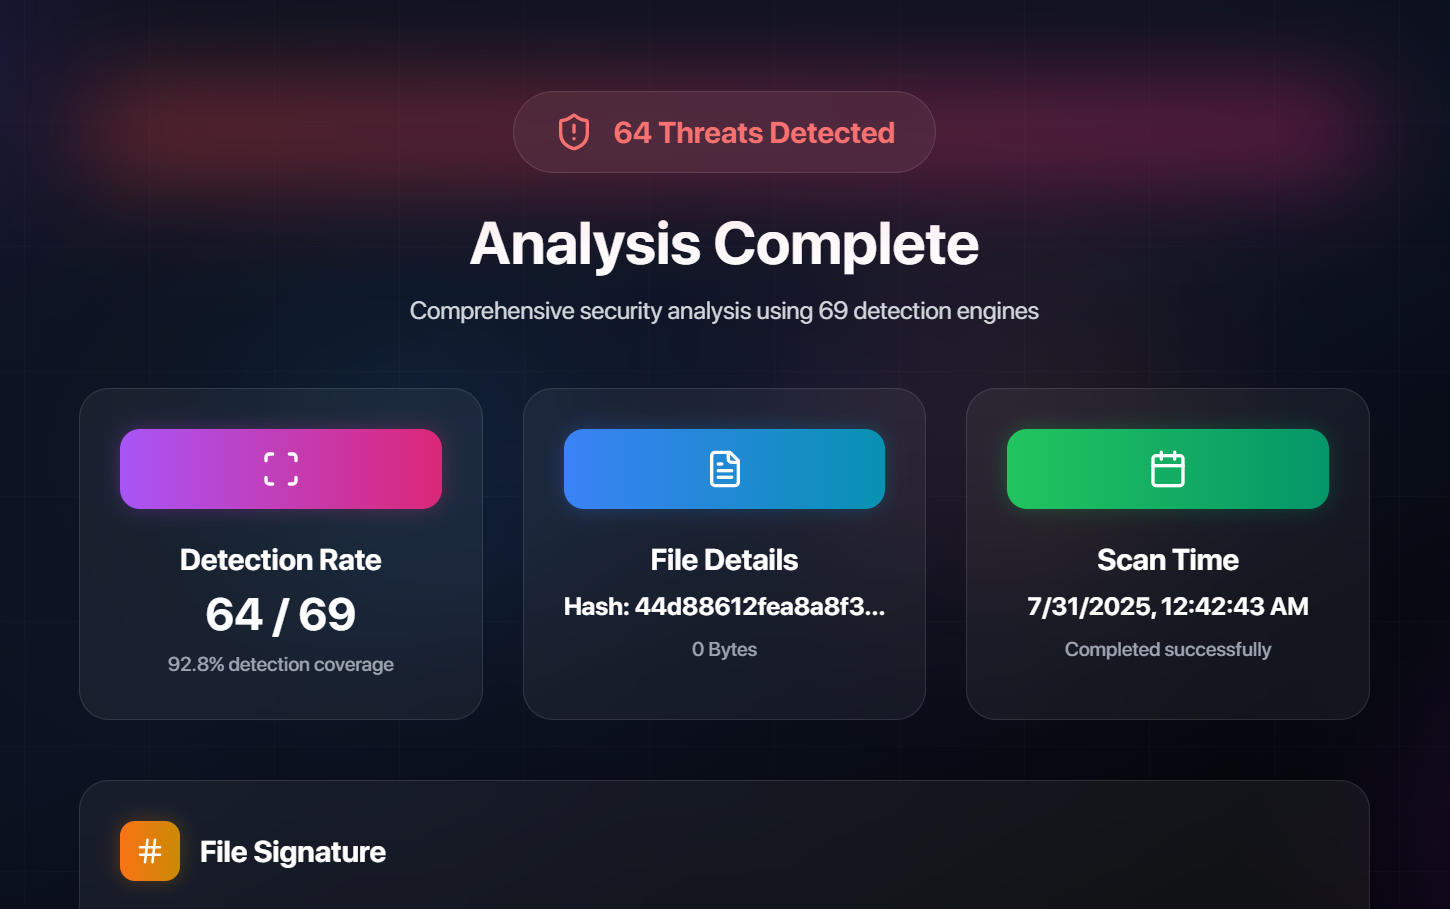 64 Threats Detected
Analysis Complete
Comprehensive security analysis using 69 detection engines
Detection Rate
64 / 69
92.8% detection coverage
File Details
Hash: 44d88612fea8a8f3...
0 Bytes
Scan Time
7/31/2025, 12:42:43 AM
Completed successfully
# File Signature